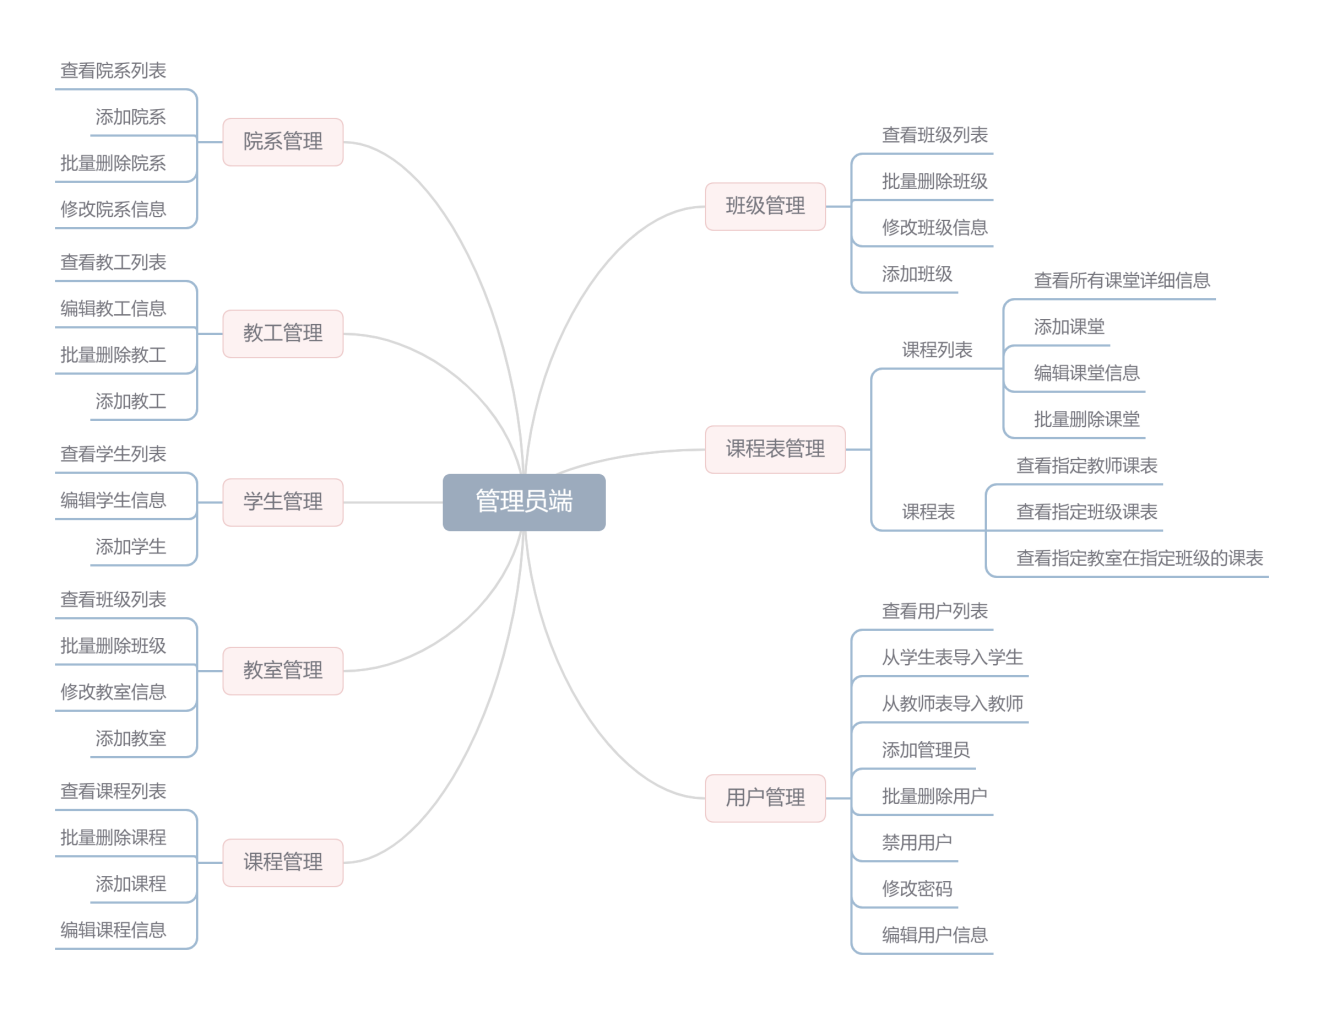 管理员端
院系管理
查看院系列表
添加院系
批量删除院系
修改院系信息
教工管理
查看教工列表
编辑教工信息
批量删除教工
添加教工
学生管理
查看学生列表
编辑学生信息
添加学生
教室管理
查看班级列表
批量删除班级
修改教室信息
添加教室
课程管理
查看课程列表
批量删除课程
添加课程
编辑课程信息
班级管理
查看班级列表
批量删除班级
修改班级信息
添加班级
课程表管理
课程列表
查看所有课堂详细信息
添加课堂
编辑课堂信息
批量删除课堂
课程表
查看指定教师课表
查看指定班级课表
查看指定教室在指定班级的课表
用户管理
查看用户列表
从学生表导入学生
从教师表导入教师
添加管理员
批量删除用户
禁用用户
修改密码
编辑用户信息